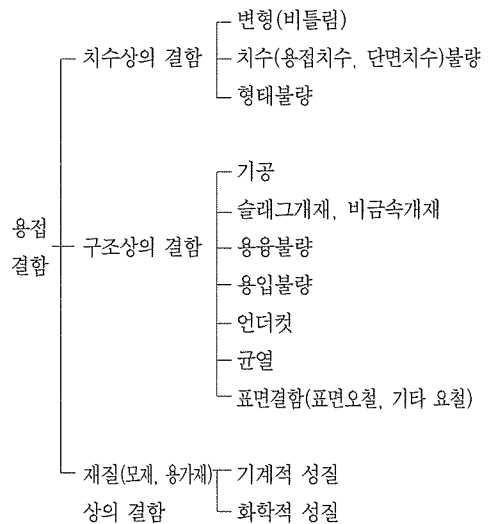 변형(비틀림)
치수상의 결함
치수(용접치수, 단면치수)불량
형태불량
기공
슬래그개재, 비금속개재
용접
결함
구조상의 결함
용융불량
용입불량
언더컷
균열
표면결함(표면오철, 기타 요철)
재질(모재, 용가재)
상의 결함
기계적 성질
화학적 성질